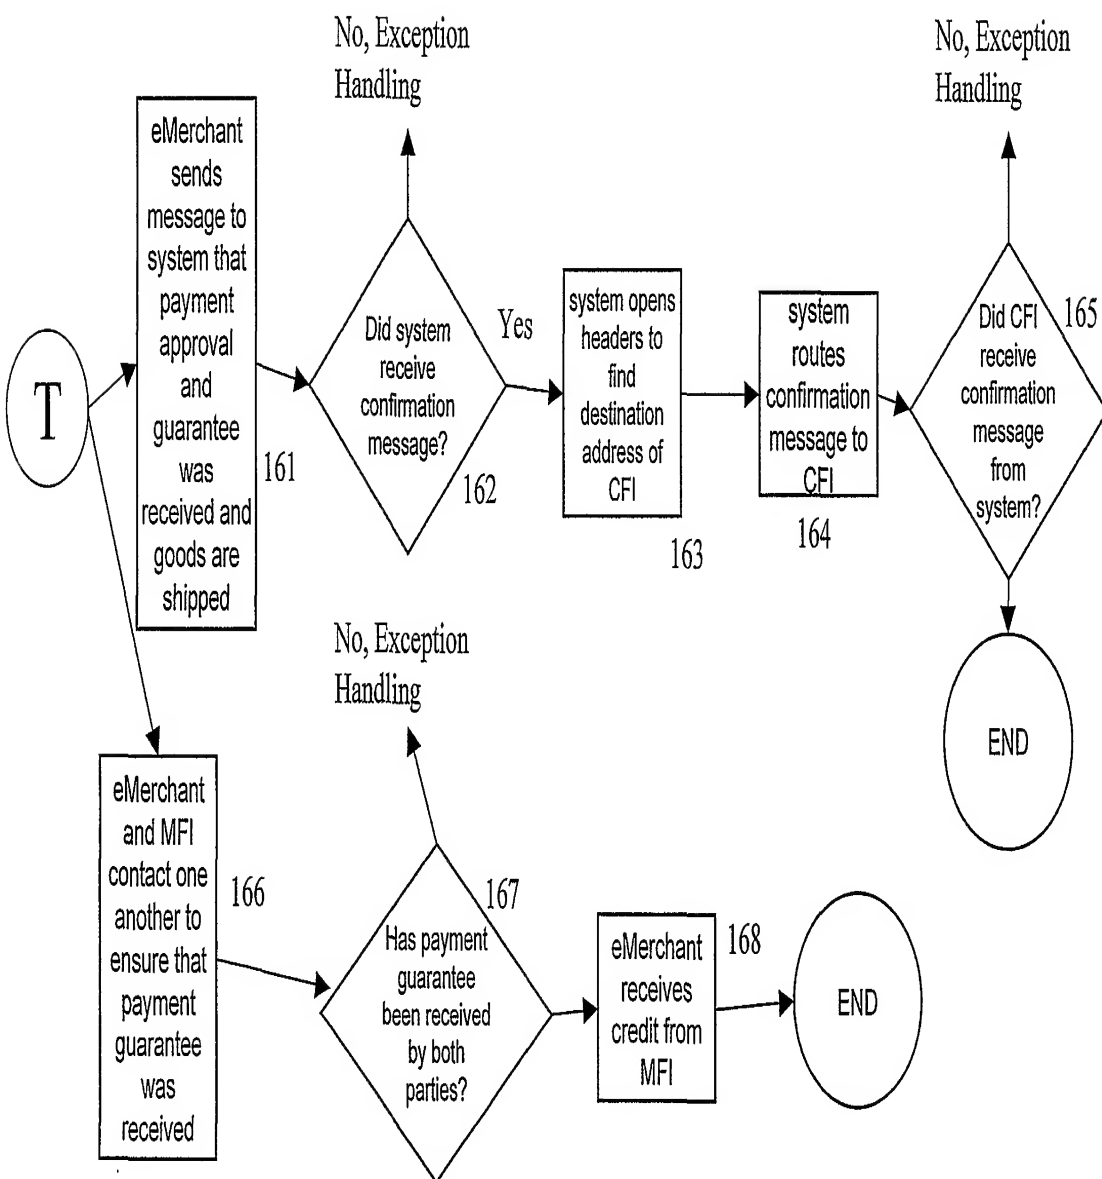 No, Exception
Handling
No, Exception
Handling
eMerchant
sends
message to
system that
payment
approval
and
guarantee
was
received and
goods are
shipped
161
T
Did system
receive
confirmation
message?
162
Yes
system opens
headers to
find
destination
address of
CFI
163
system
routes
confirmation
message to
CFI
164
Did CFI
receive
confirmation
message
from
system?
165
END
No, Exception
Handling
eMerchant
and MFI
contact one
another to
ensure that
payment
guarantee
was
received
166
Has payment
guarantee
been received
by both
parties?
167
eMerchant
receives
credit from
MFI
168
END